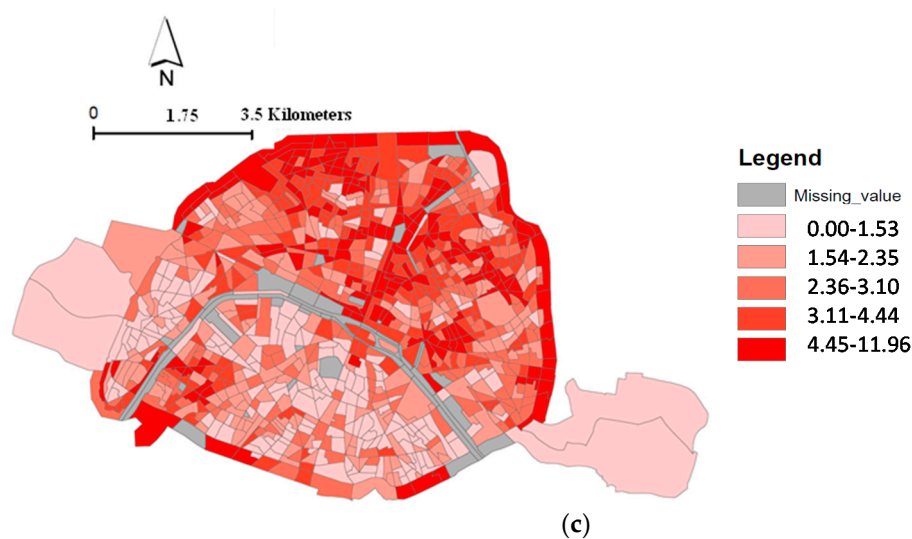 N
0 1.75 3.5 Kilometers
Legend
Missing_value
0.00-1.53
1.54-2.35
2.36-3.10
3.11-4.44
4.45-11.96
(c)